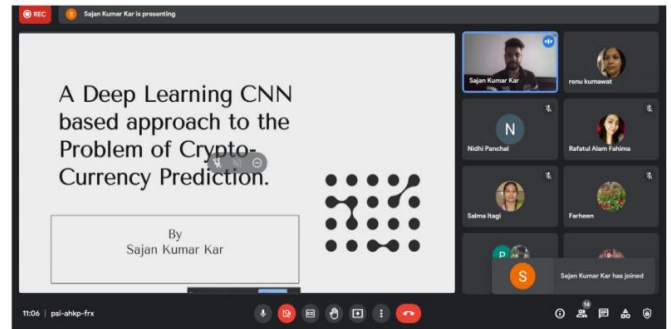 REC
S Sajan Kumar Kar is presenting
A Deep Learning CNN
based approach to the
Problem of Crypto-
Currency Prediction.
By
Sajan Kumar Kar
Sajan Kumar Kar
renu kumawat
N
Nidhi Panchal
Rafatul Alam Fahima
Salma Itagi
Farheen
P
S Sajan Kumar Kar has joined
11:06 | psi-ahkp-frx